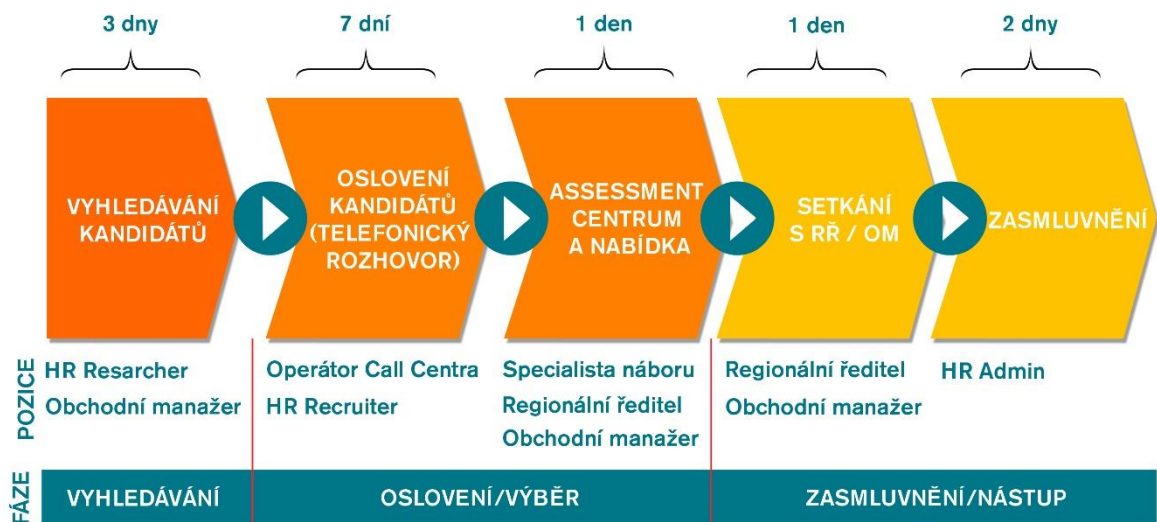 3 dny
7 dní
1 den
1 den
2 dny
VYHLEDÁVÁNÍ
KANDIDÁTŮ
OSLOVENÍ
KANDIDÁTŮ
(TELEFONICKÝ
ROZHOVOR)
ASSESSMENT
CENTRUM
A NABÍDKA
SETKÁNÍ
S RŘ / OM
ZASMLUVNĚNÍ
POZICE
HR Resarcher
Obchodní manažer
Operátor Call Centra
HR Recruiter
Specialista náboru
Regionální ředitel
Obchodní manažer
Regionální ředitel
Obchodní manažer
HR Admin
FÁZE
VYHLEDÁVÁNÍ
OSLOVENÍ/VÝBĚR
ZASMLUVNĚNÍ/NÁSTUP